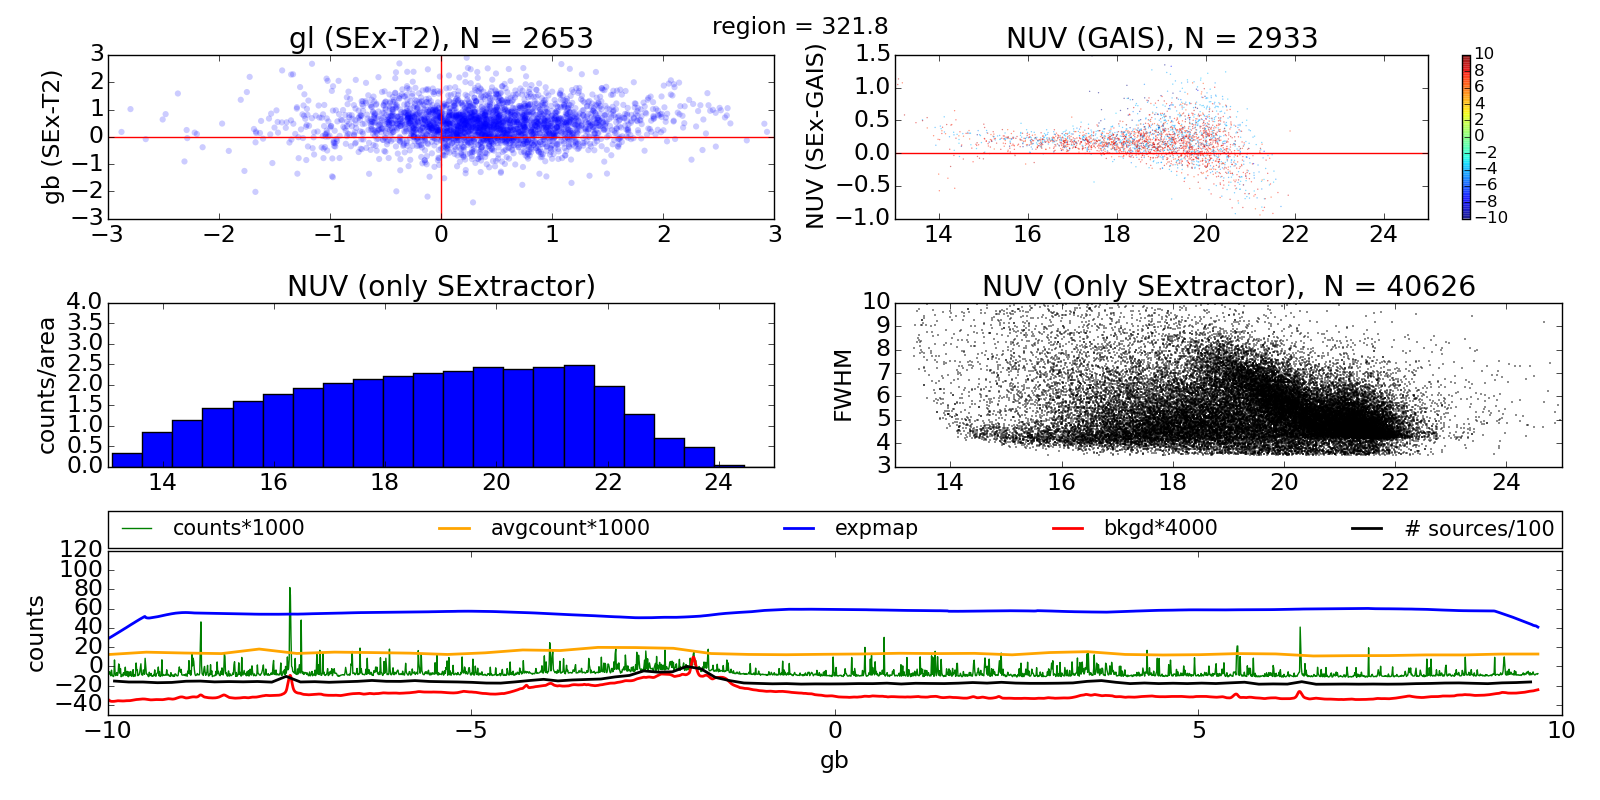 region = 321.8
gl (SEx-T2), N = 2653
gb (SEx-T2)
3
2
1
0
−1
−2
−3
−3 −2 −1 0 1 2 3
NUV (GAIS), N = 2933
NUV (SEx-GAIS)
1.5
1.0
0.5
0.0
−0.5
−1.0
14 16 18 20 22 24
10
8
6
4
2
0
−2
−4
−6
−8
−10
NUV (only SExtractor)
counts/area
4.0
3.5
3.0
2.5
2.0
1.5
1.0
0.5
0.0
14 16 18 20 22 24
NUV (Only SExtractor), N = 40626
FWHM
10
9
8
7
6
5
4
3
14 16 18 20 22 24
counts*1000 avgcount*1000 expmap bkgd*4000 # sources/100
counts
120
100
80
60
40
20
0
−20
−40
−10 −5 0 5 10
gb